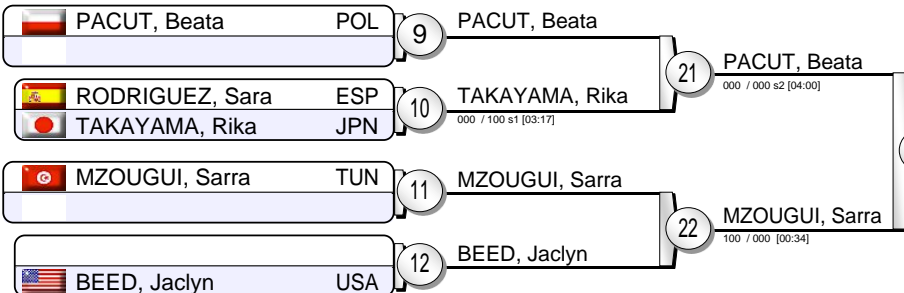 PACUT, Beata POL
RODRIGUEZ, Sara ESP
TAKAYAMA, Rika JPN
MZOUGUI, Sarra TUN
BEED, Jaclyn USA
9
10
11
12
PACUT, Beata
TAKAYAMA, Rika
000 / 100 s1 [03:17]
MZOUGUI, Sarra
BEED, Jaclyn
21
22
PACUT, Beata
000 / 000 s2 [04:00]
MZOUGUI, Sarra
100 / 000 [00:34]